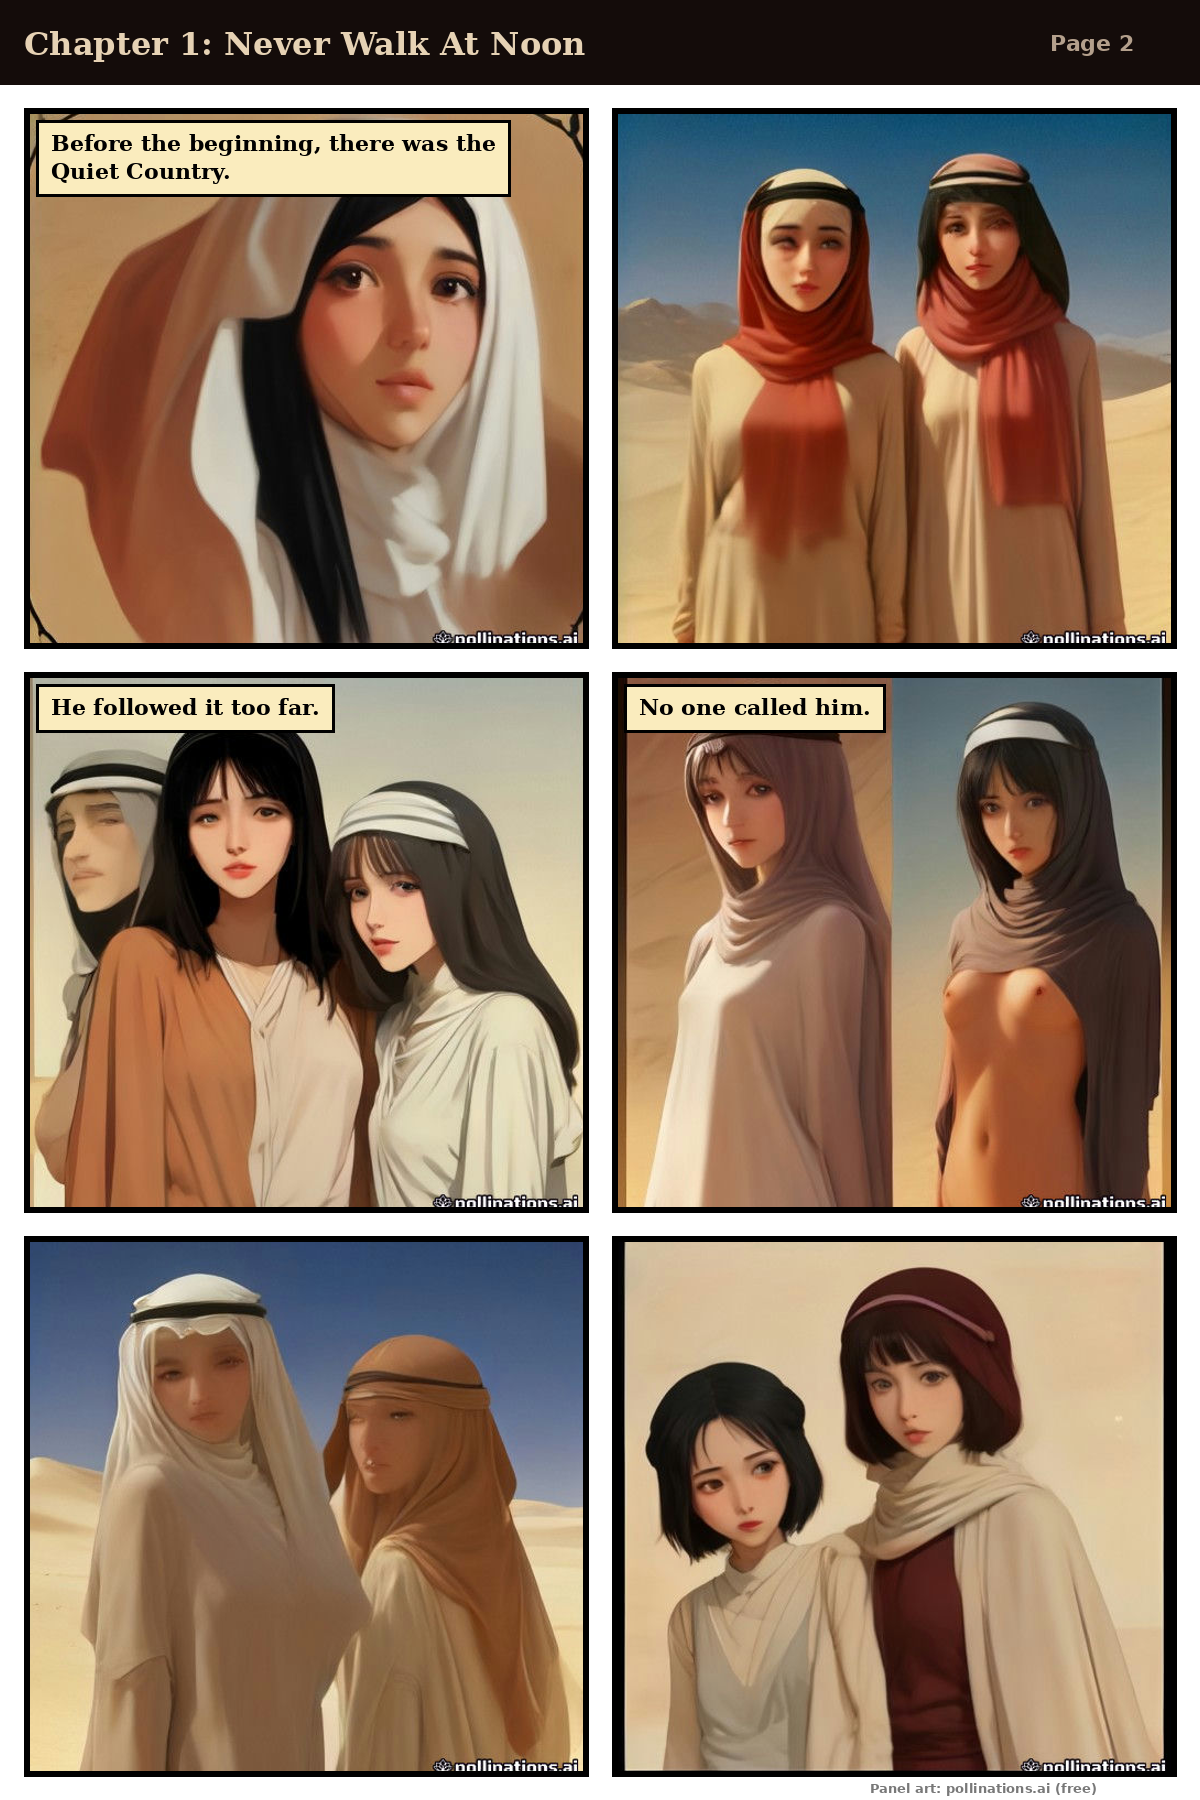 Chapter 1: Never Walk At Noon
Page 2
Before the beginning, there was the
Quiet Country.
pollinations.ai
pollinations.ai
He followed it too far.
No one called him.
pollinations.ai
pollinations.ai
pollinations.ai
pollinations.ai
Panel art: pollinations.ai (free)